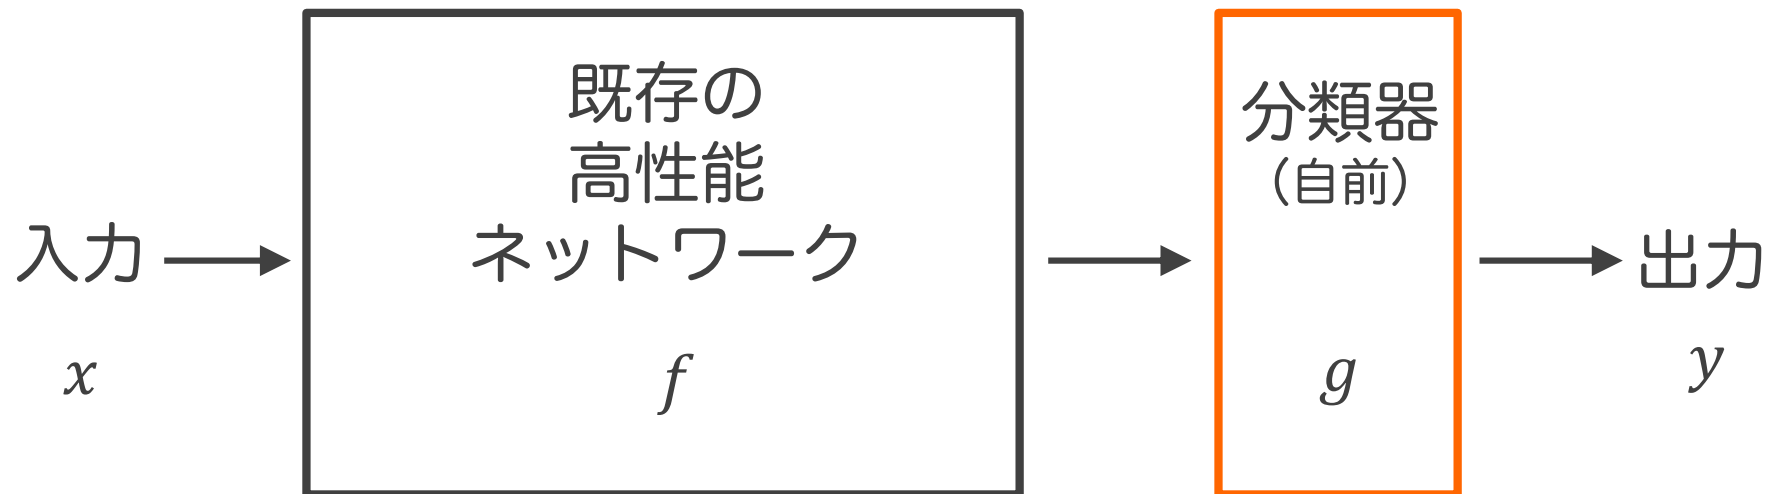 入力
x
既存の
高性能
ネットワーク
f
分類器
（自前）
g
出力
y